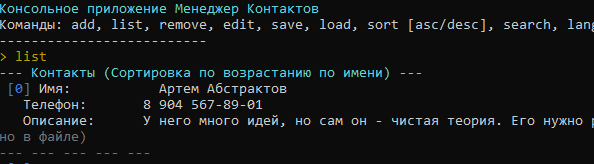 Консольное приложение Менеджер Контактов
Команды: add, list, remove, edit, save, load, sort [asc/desc], search, lang
--------------------------
> list
--- Контакты (Сортировка по возрастанию по имени) ---
[0] Имя: Артем Абстрактов
Телефон: 8 904 567-89-01
Описание: У него много идей, но сам он - чистая теория. Его нужно
но в файле)
--- --- --- --- ---